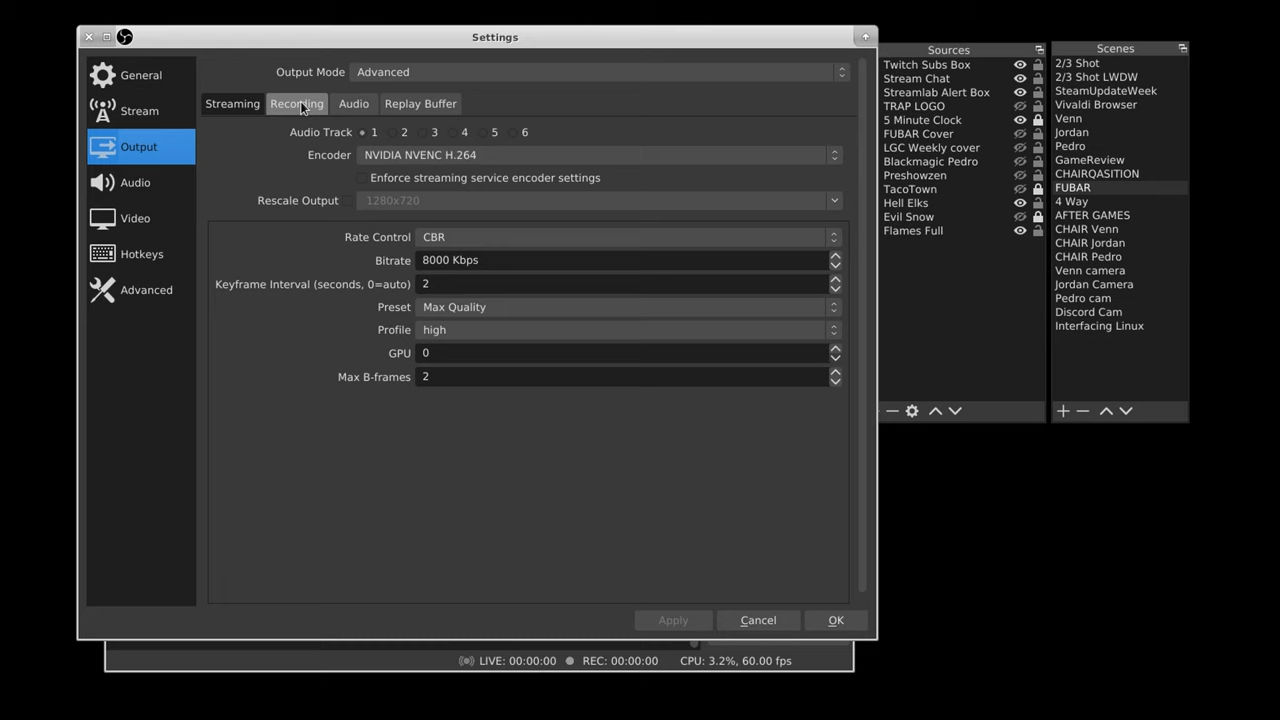 Settings
General
Stream
Output
Audio
Video
Hotkeys
Advanced
Output Mode Advanced
Streaming Recording Audio Replay Buffer
Audio Track 1 2 3 4 5 6
Encoder NVIDIA NVENC H.264
Enforce streaming service encoder settings
Rescale Output 1280x720
Rate Control CBR
Bitrate 8000 Kbps
Keyframe Interval (seconds, 0=auto) 2
Preset Max Quality
Profile high
GPU 0
Max B-frames 2
Apply Cancel OK
LIVE: 00:00:00 REC: 00:00:00 CPU: 3.2%, 60.00 fps
Sources
Twitch Subs Box
Stream Chat
Streamlab Alert Box
TRAP LOGO
5 Minute Clock
FUBAR Cover
LGC Weekly cover
Blackmagic Pedro
Preshowzen
TacoTown
Hell Elks
Evil Snow
Flames Full
Scenes
2/3 Shot
2/3 Shot LWDW
SteamUpdateWeek
Vivaldi Browser
Venn
Jordan
Pedro
GameReview
CHAIRQASITION
FUBAR
4 Way
AFTER GAMES
CHAIR Venn
CHAIR Jordan
CHAIR Pedro
Venn camera
Jordan Camera
Pedro cam
Discord Cam
Interfacing Linux